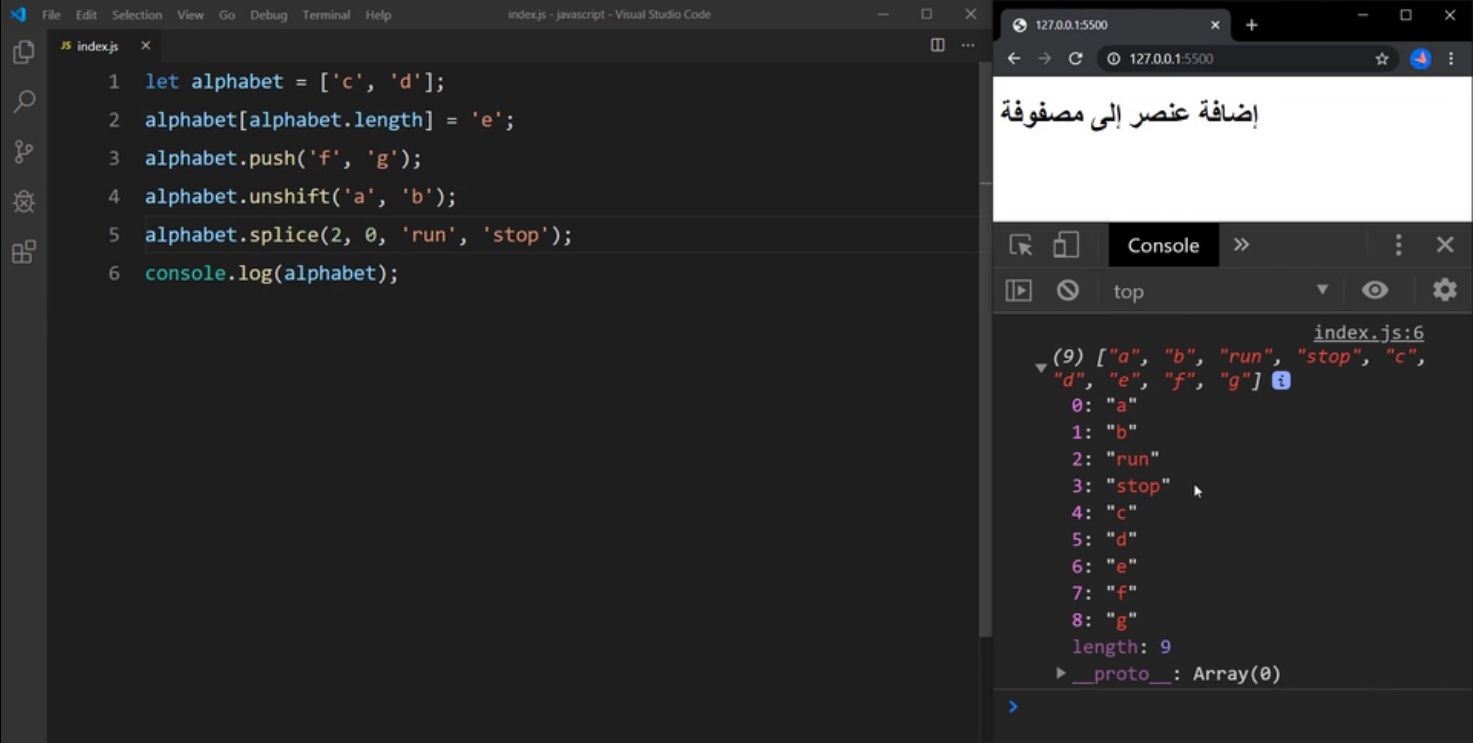 File Edit Selection View Go Debug Terminal Help index.js - javascript - Visual Studio Code
JS index.js
1 let alphabet = ['c', 'd'];
2 alphabet[alphabet.length] = 'e';
3 alphabet.push('f', 'g');
4 alphabet.unshift('a', 'b');
5 alphabet.splice(2, 0, 'run', 'stop');
6 console.log(alphabet);
127.0.0.1:5500
127.0.0.1:5500
إضافة عنصر إلى مصفوفة
Console
top
index.js:6
(9) ["a", "b", "run", "stop", "c",
"d", "e", "f", "g"] i
0: "a"
1: "b"
2: "run"
3: "stop"
4: "c"
5: "d"
6: "e"
7: "f"
8: "g"
length: 9
__proto__: Array(0)